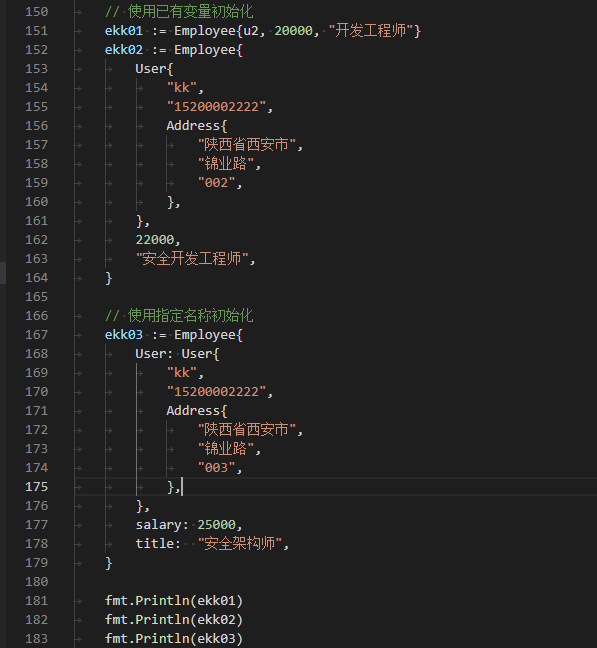 150 // 使用已有变量初始化
151 ekk01 := Employee{u2, 20000, "开发工程师"}
152 ekk02 := Employee{
153 User{
154 "kk",
155 "15200002222",
156 Address{
157 "陕西省西安市",
158 "锦业路",
159 "002",
160 },
161 },
162 22000,
163 "安全开发工程师",
164 }
165
166 // 使用指定名称初始化
167 ekk03 := Employee{
168 User: User{
169 "kk",
170 "15200002222",
171 Address{
172 "陕西省西安市",
173 "锦业路",
174 "003",
175 },
176 },
177 salary: 25000,
178 title: "安全架构师",
179 }
180
181 fmt.Println(ekk01)
182 fmt.Println(ekk02)
183 fmt.Println(ekk03)